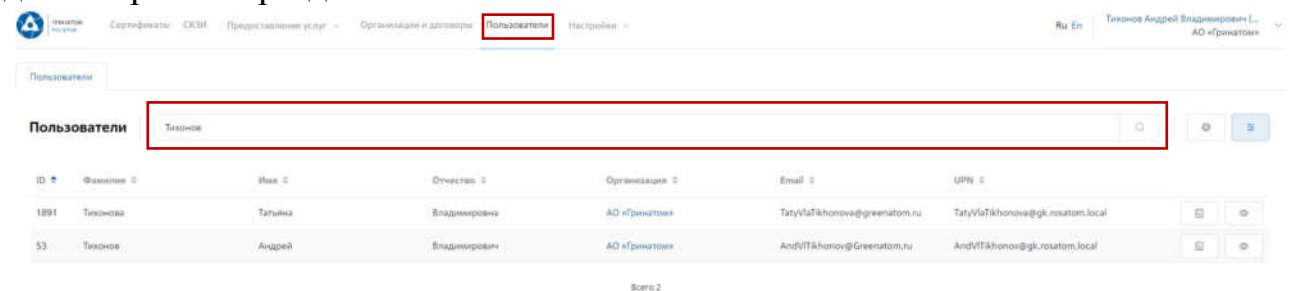 Гринатом
РОСАТОМ
Сертификаты СКЗИ Предоставление услуг Организации и договоры Пользователи Настройки Ru En Тихонов Андрей Владимирович (...
АО «Гринатом»
Пользователи
Пользователи Тихонов
ID Фамилия Имя Отчество Организация Email UPN
1891 Тихонова Татьяна Владимировна АО «Гринатом» TatyVlaTikhonova@greenatom.ru TatyVlaTikhonova@gk.rosatom.local
53 Тихонов Андрей Владимирович АО «Гринатом» AndVlTikhonov@Greenatom.ru AndVlTikhonov@gk.rosatom.local
Всего 2